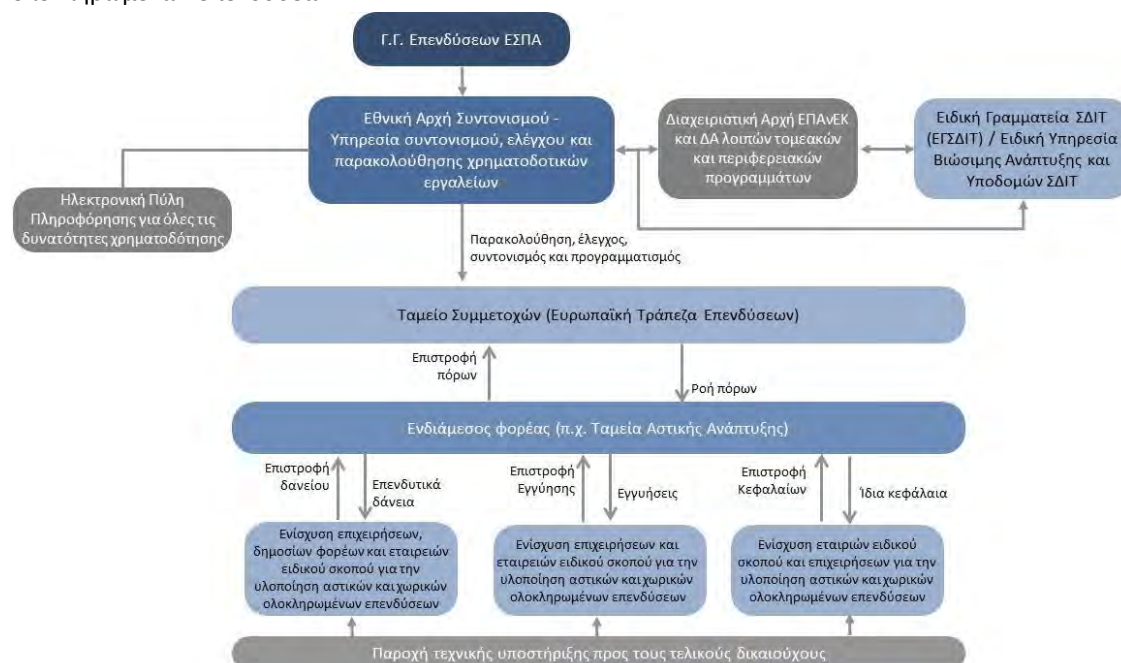 Γ.Γ. Επενδύσεων ΕΣΠΑ
Εθνική Αρχή Συντονισμού -
Υπηρεσία συντονισμού, ελέγχου και
παρακολούθησης χρηματοδοτικών
εργαλείων
Διαχειριστική Αρχή ΕΠΑνΕΚ
και ΔΑ λοιπών τομεακών
και περιφερειακών
προγραμμάτων
Ειδική Γραμματεία ΣΔΙΤ
(ΕΓΣΔΙΤ) / Ειδική Υπηρεσία
Βιώσιμης Ανάπτυξης και
Υποδομών ΣΔΙΤ
Ηλεκτρονική Πύλη
Πληροφόρησης για όλες τις
δυνατότητες χρηματοδότησης
Παρακολούθηση, έλεγχος,
συντονισμός και προγραμματισμός
Ταμείο Συμμετοχών (Ευρωπαϊκή Τράπεζα Επενδύσεων)
Επιστροφή
πόρων
Ροή πόρων
Ενδιάμεσος φορέας (π.χ. Ταμεία Αστικής Ανάπτυξης)
Επιστροφή
δανείου
Επενδυτικά
δάνεια
Επιστροφή
Εγγύησης
Εγγυήσεις
Επιστροφή
Κεφαλαίων
Ίδια κεφάλαια
Ενίσχυση επιχειρήσεων,
δημοσίων φορέων και εταιρειών
ειδικού σκοπού για την
υλοποίηση αστικών και χωρικών
ολοκληρωμένων επενδύσεων
Ενίσχυση επιχειρήσεων και
εταιρειών ειδικού σκοπού για την
υλοποίηση αστικών και χωρικών
ολοκληρωμένων επενδύσεων
Ενίσχυση εταιριών ειδικού
σκοπού και επιχειρήσεων για την
υλοποίηση αστικών και χωρικών
ολοκληρωμένων επενδύσεων
Παροχή τεχνικής υποστήριξης προς τους τελικούς δικαιούχους